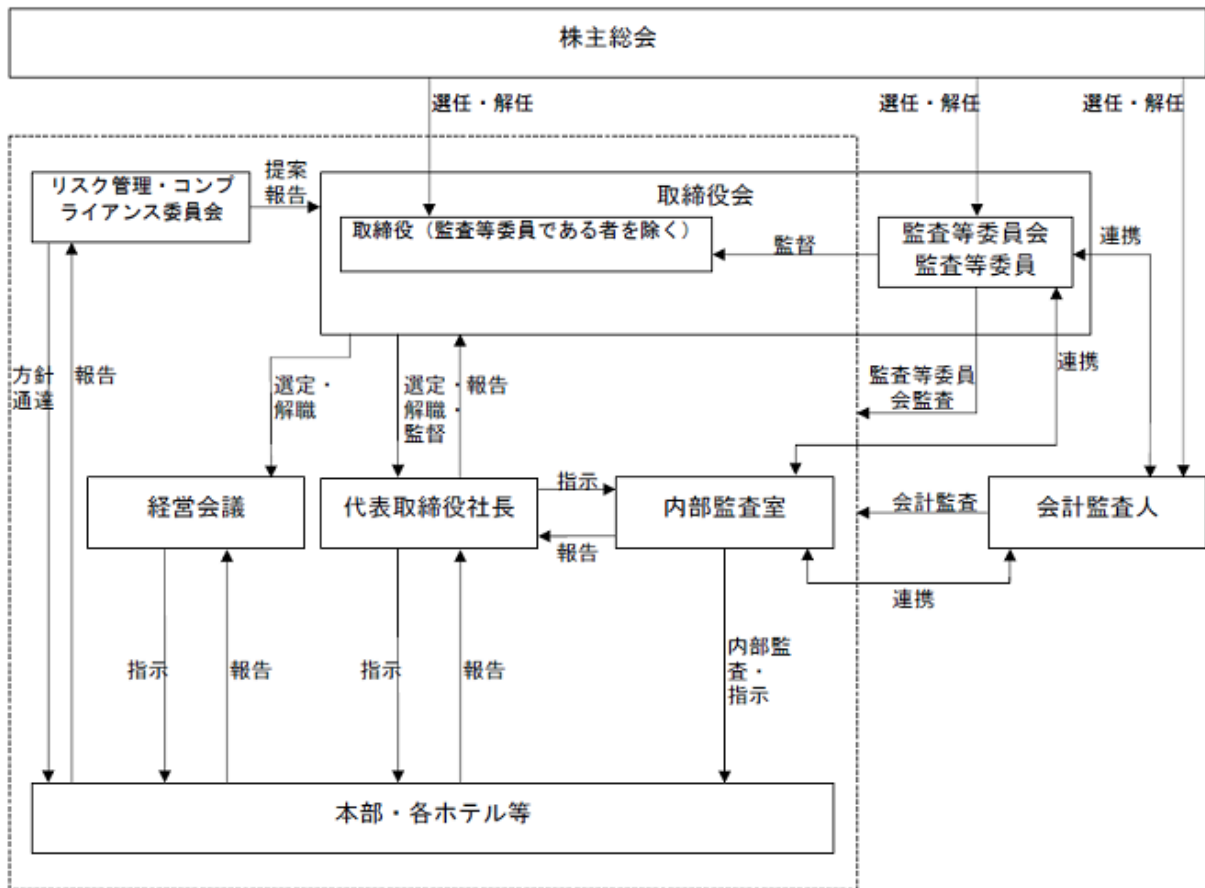 株主総会
選任・解任
選任・解任
選任・解任
リスク管理・コンプ
ライアンス委員会
提案
報告
取締役会
取締役（監査等委員である者を除く）
監督
監査等委員会
監査等委員
連携
方針
通達
報告
選定・
解職
選定・
解職・
監督
報告
監査等委員
会監査
連携
経営会議
代表取締役社長
指示
報告
内部監査室
会計監査
会計監査人
連携
指示
報告
指示
報告
内部監
査・
指示
本部・各ホテル等